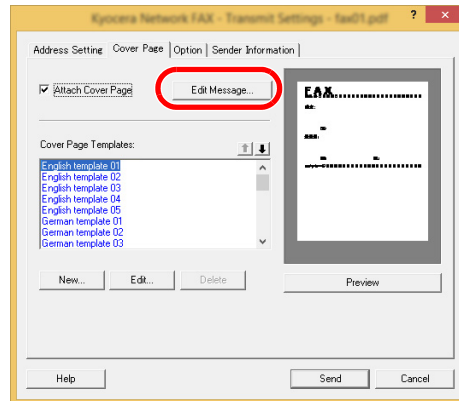 Kyocera Network FAX - Transmit Settings - fax01.pdf ? ×
Address Setting Cover Page Option Sender Information
Attach Cover Page Edit Message...
FAX
Cover Page Templates:
English template 01
English template 02
English template 03
English template 04
English template 05
German template 01
German template 02
German template 03
New... Edit... Delete Preview
Help Send Cancel